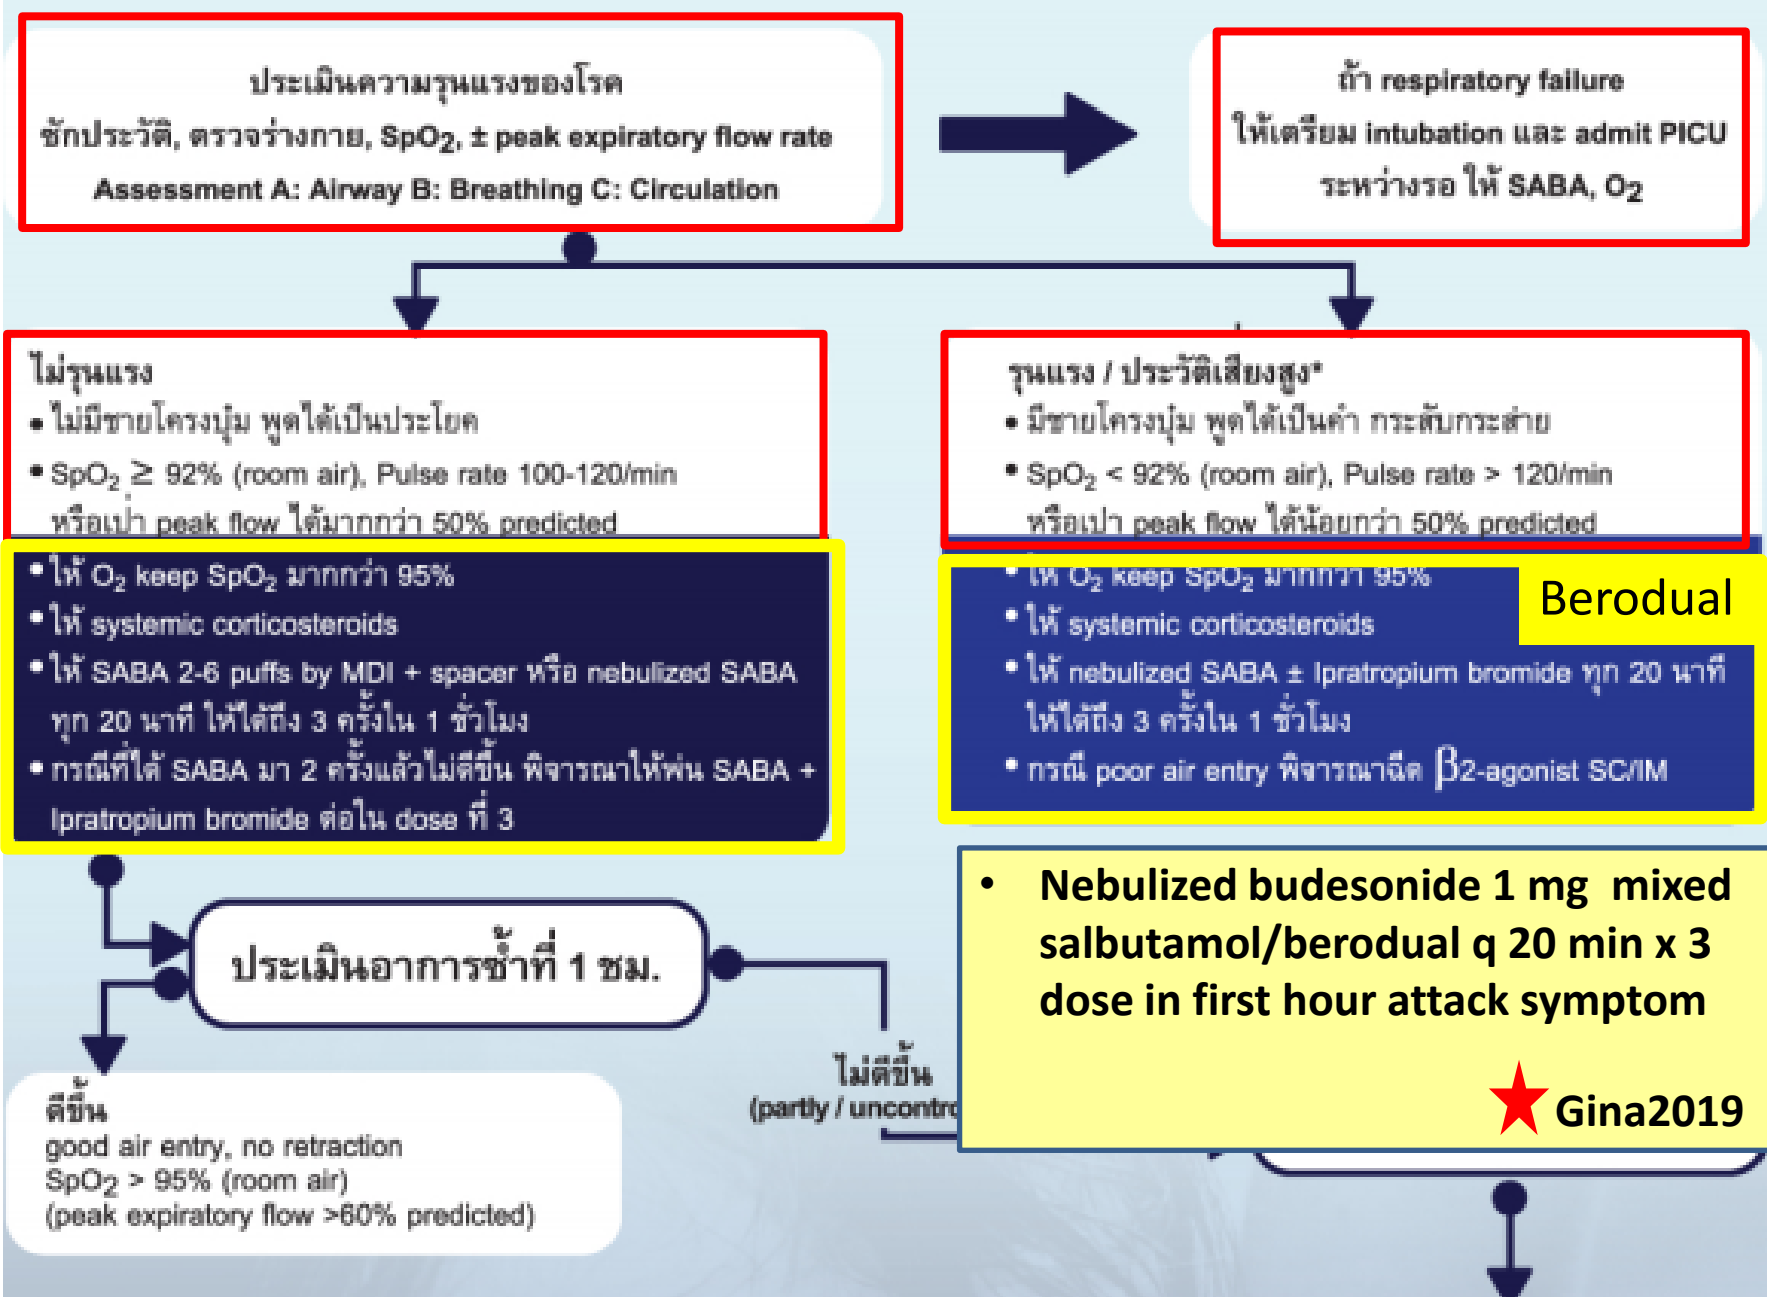 ประเมินความรุนแรงของโรค
ซักประวัติ, ตรวจร่างกาย, SpO2, ± peak expiratory flow rate
Assessment A: Airway B: Breathing C: Circulation
ถ้า respiratory failure
ให้เตรียม intubation และ admit PICU
ระหว่างรอ ให้ SABA, O2
ไม่รุนแรง
• ไม่มีชายโครงบุ๋ม พูดได้เป็นประโยค
• SpO2 ≥ 92% (room air), Pulse rate 100-120/min
หรือเป่า peak flow ได้มากกว่า 50% predicted
• ให้ O2 keep SpO2 มากกว่า 95%
• ให้ systemic corticosteroids
• ให้ SABA 2-6 puffs by MDI + spacer หรือ nebulized SABA
ทุก 20 นาที ให้ได้ถึง 3 ครั้งใน 1 ชั่วโมง
• กรณีที่ได้ SABA มา 2 ครั้งแล้วไม่ดีขึ้น พิจารณาให้พ่น SABA +
Ipratropium bromide ต่อใน dose ที่ 3
รุนแรง / ประวัติเสี่ยงสูง*
• มีชายโครงบุ๋ม พูดได้เป็นคำ กระสับกระส่าย
• SpO2 < 92% (room air), Pulse rate > 120/min
หรือเป่า peak flow ได้น้อยกว่า 50% predicted
• ให้ O2 keep SpO2 มากกว่า 95%
Berodual
• ให้ systemic corticosteroids
• ให้ nebulized SABA ± Ipratropium bromide ทุก 20 นาที
ให้ได้ถึง 3 ครั้งใน 1 ชั่วโมง
• กรณี poor air entry พิจารณาฉีด β2-agonist SC/IM
• Nebulized budesonide 1 mg mixed
salbutamol/berodual q 20 min x 3
dose in first hour attack symptom
Gina2019
ประเมินอาการซ้ำที่ 1 ชม.
ไม่ดีขึ้น
(partly / uncontro
ดีขึ้น
good air entry, no retraction
SpO2 > 95% (room air)
(peak expiratory flow >60% predicted)